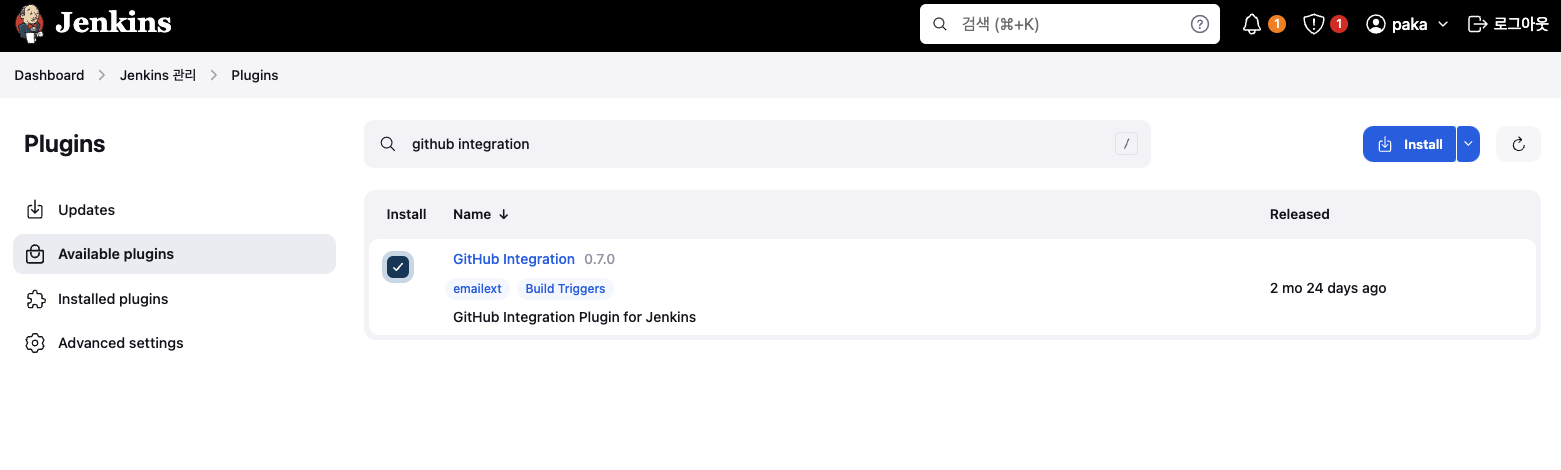 Jenkins
검색 (⌘+K)
1
1
paka
로그아웃
Dashboard
Jenkins 관리
Plugins
Plugins
github integration
/
Install
Updates
Available plugins
Installed plugins
Advanced settings
Install
Name ↓
Released
GitHub Integration 0.7.0
emailext
Build Triggers
2 mo 24 days ago
GitHub Integration Plugin for Jenkins